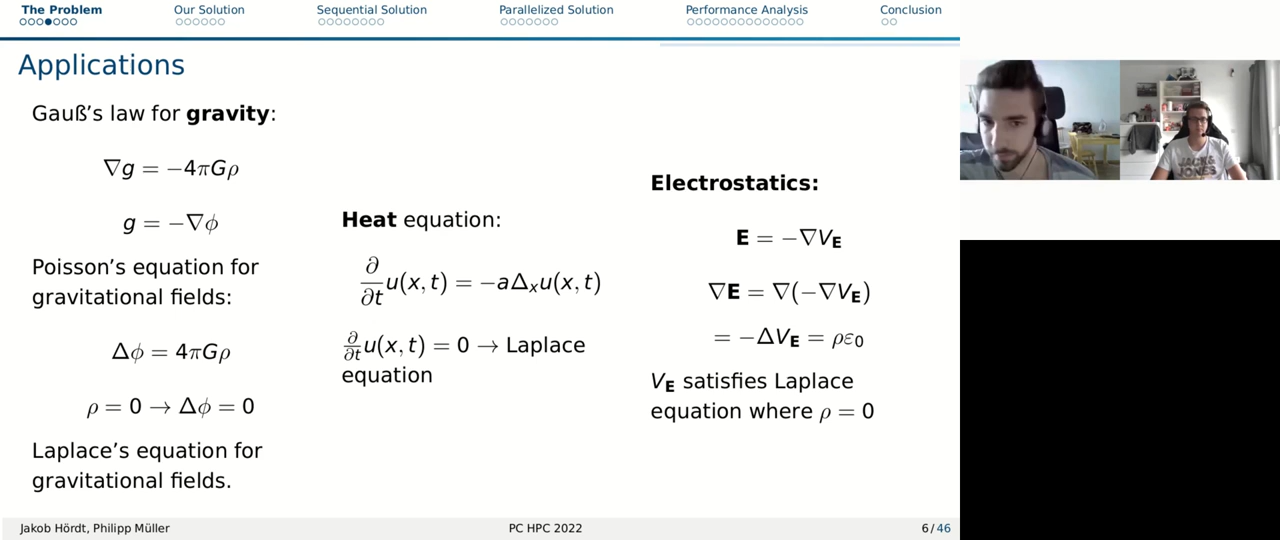 The Problem
Our Solution
Sequential Solution
Parallelized Solution
Performance Analysis
Conclusion
Applications
Gauß’s law for gravity:
∇g = −4πGρ
g = −∇ϕ
Poisson’s equation for
gravitational fields:
Δϕ = 4πGρ
ρ = 0 → Δϕ = 0
Laplace’s equation for
gravitational fields.
Heat equation:
∂/∂t u(x, t) = −aΔₓu(x, t)
∂/∂t u(x, t) = 0 → Laplace
equation
Electrostatics:
E = −∇V_E
∇E = ∇(−∇V_E)
= −ΔV_E = ρε₀
V_E satisfies Laplace
equation where ρ = 0
JACK &
JONES
Jakob Hördt, Philipp Müller
PC HPC 2022
6 / 46